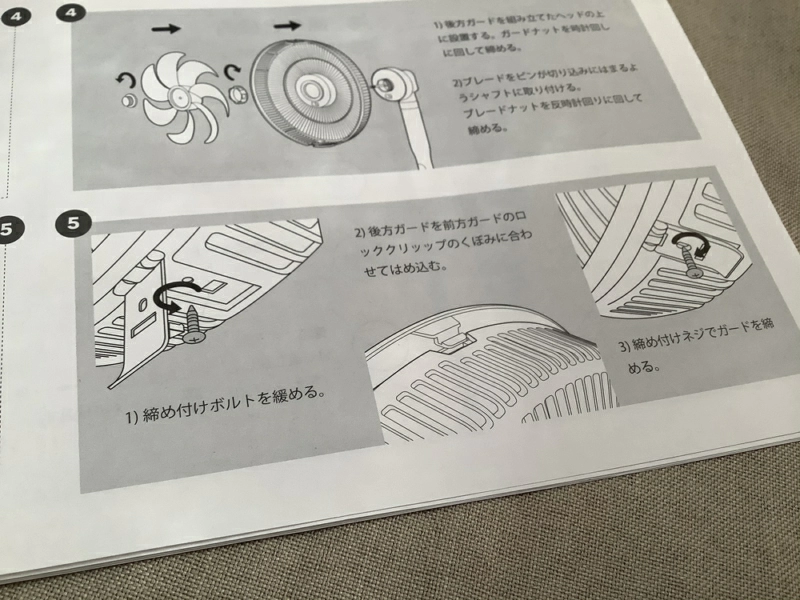 4
4
1) 後方ガードを組み立てたヘッドの上
に設置する。ガードナットを時計回し
に回して締める。
2)ブレードをピンが切り込みにはまるよ
うシャフトに取り付ける。
ブレードナットを反時計回りに回して
締める。
5
5
1) 締め付けボルトを緩める。
2) 後方ガードを前方ガードのロ
ッククリッップのくぼみに合わ
せてはめ込む。
3) 締め付けネジでガードを締
める。